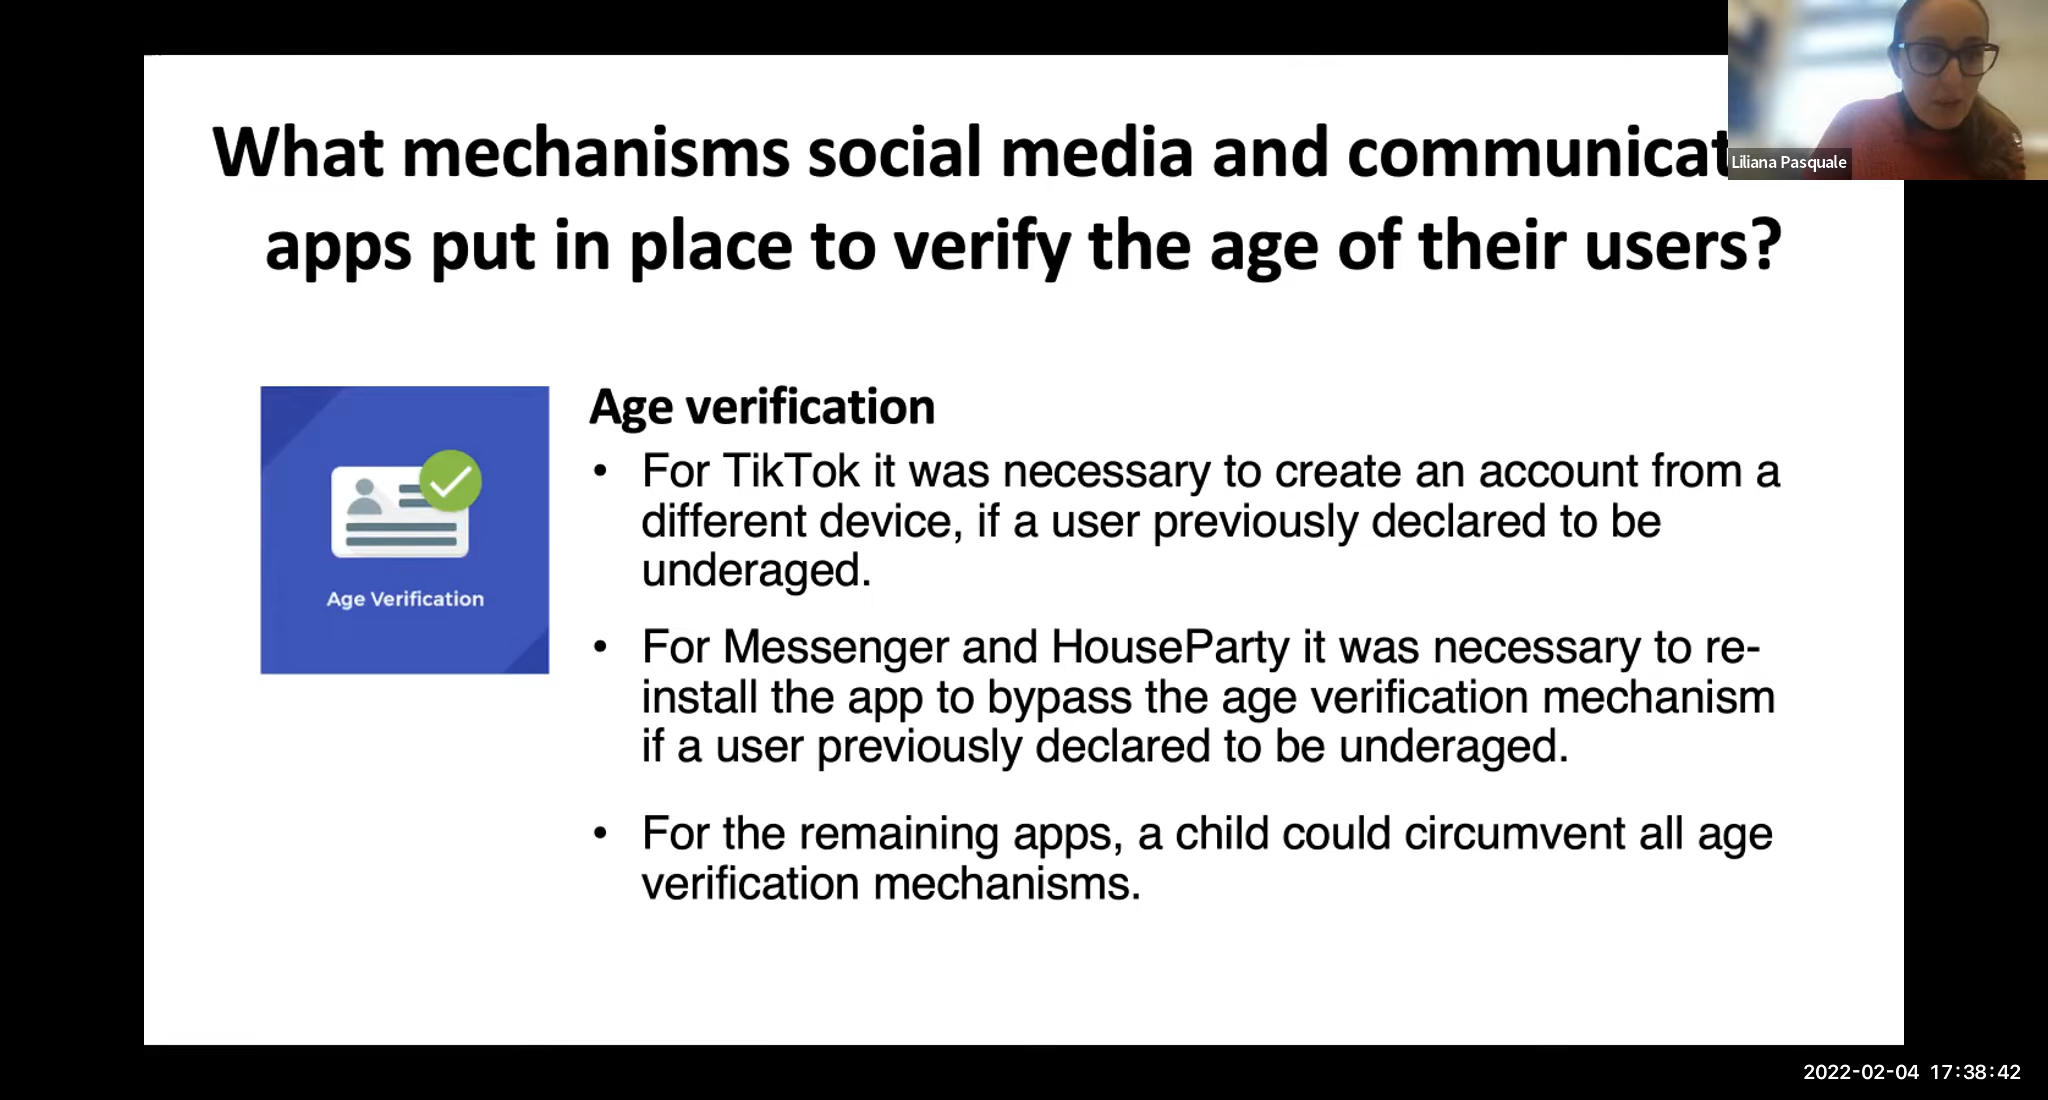 What mechanisms social media and communicat
apps put in place to verify the age of their users?
Liliana Pasquale
Age Verification
Age verification
• For TikTok it was necessary to create an account from a
different device, if a user previously declared to be
underaged.
• For Messenger and HouseParty it was necessary to re-
install the app to bypass the age verification mechanism
if a user previously declared to be underaged.
• For the remaining apps, a child could circumvent all age
verification mechanisms.
2022-02-04 17:38:42